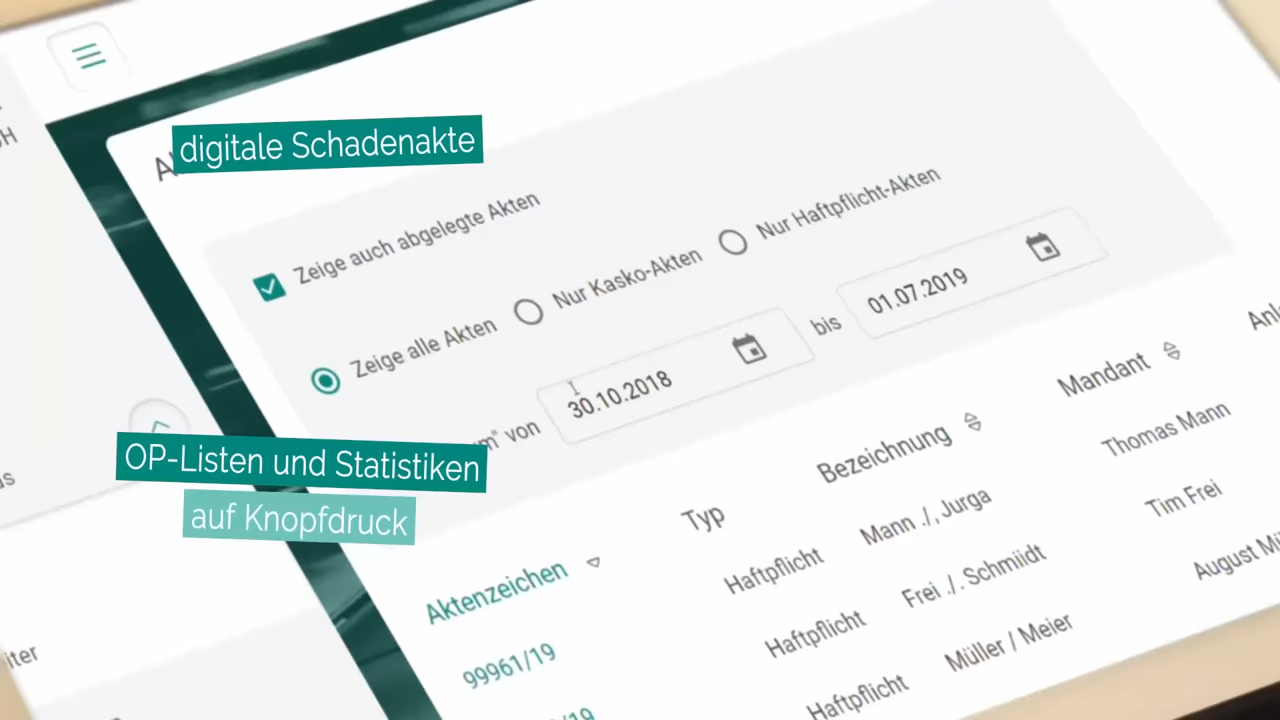 digitale Schadenakte
Zeige auch abgelegte Akten
Zeige alle Akten
Nur Kasko-Akten
Nur Haftpflicht-Akten
von
30.10.2018
bis
01.07.2019
OP-Listen und Statistiken
auf Knopfdruck
Aktenzeichen
Typ
Bezeichnung
Mandant
99961/19
Haftpflicht
Mann ./, Jurga
Thomas Mann
Haftpflicht
Frei ./. Schmiidt
Tim Frei
Haftpflicht
Müller / Meier
August